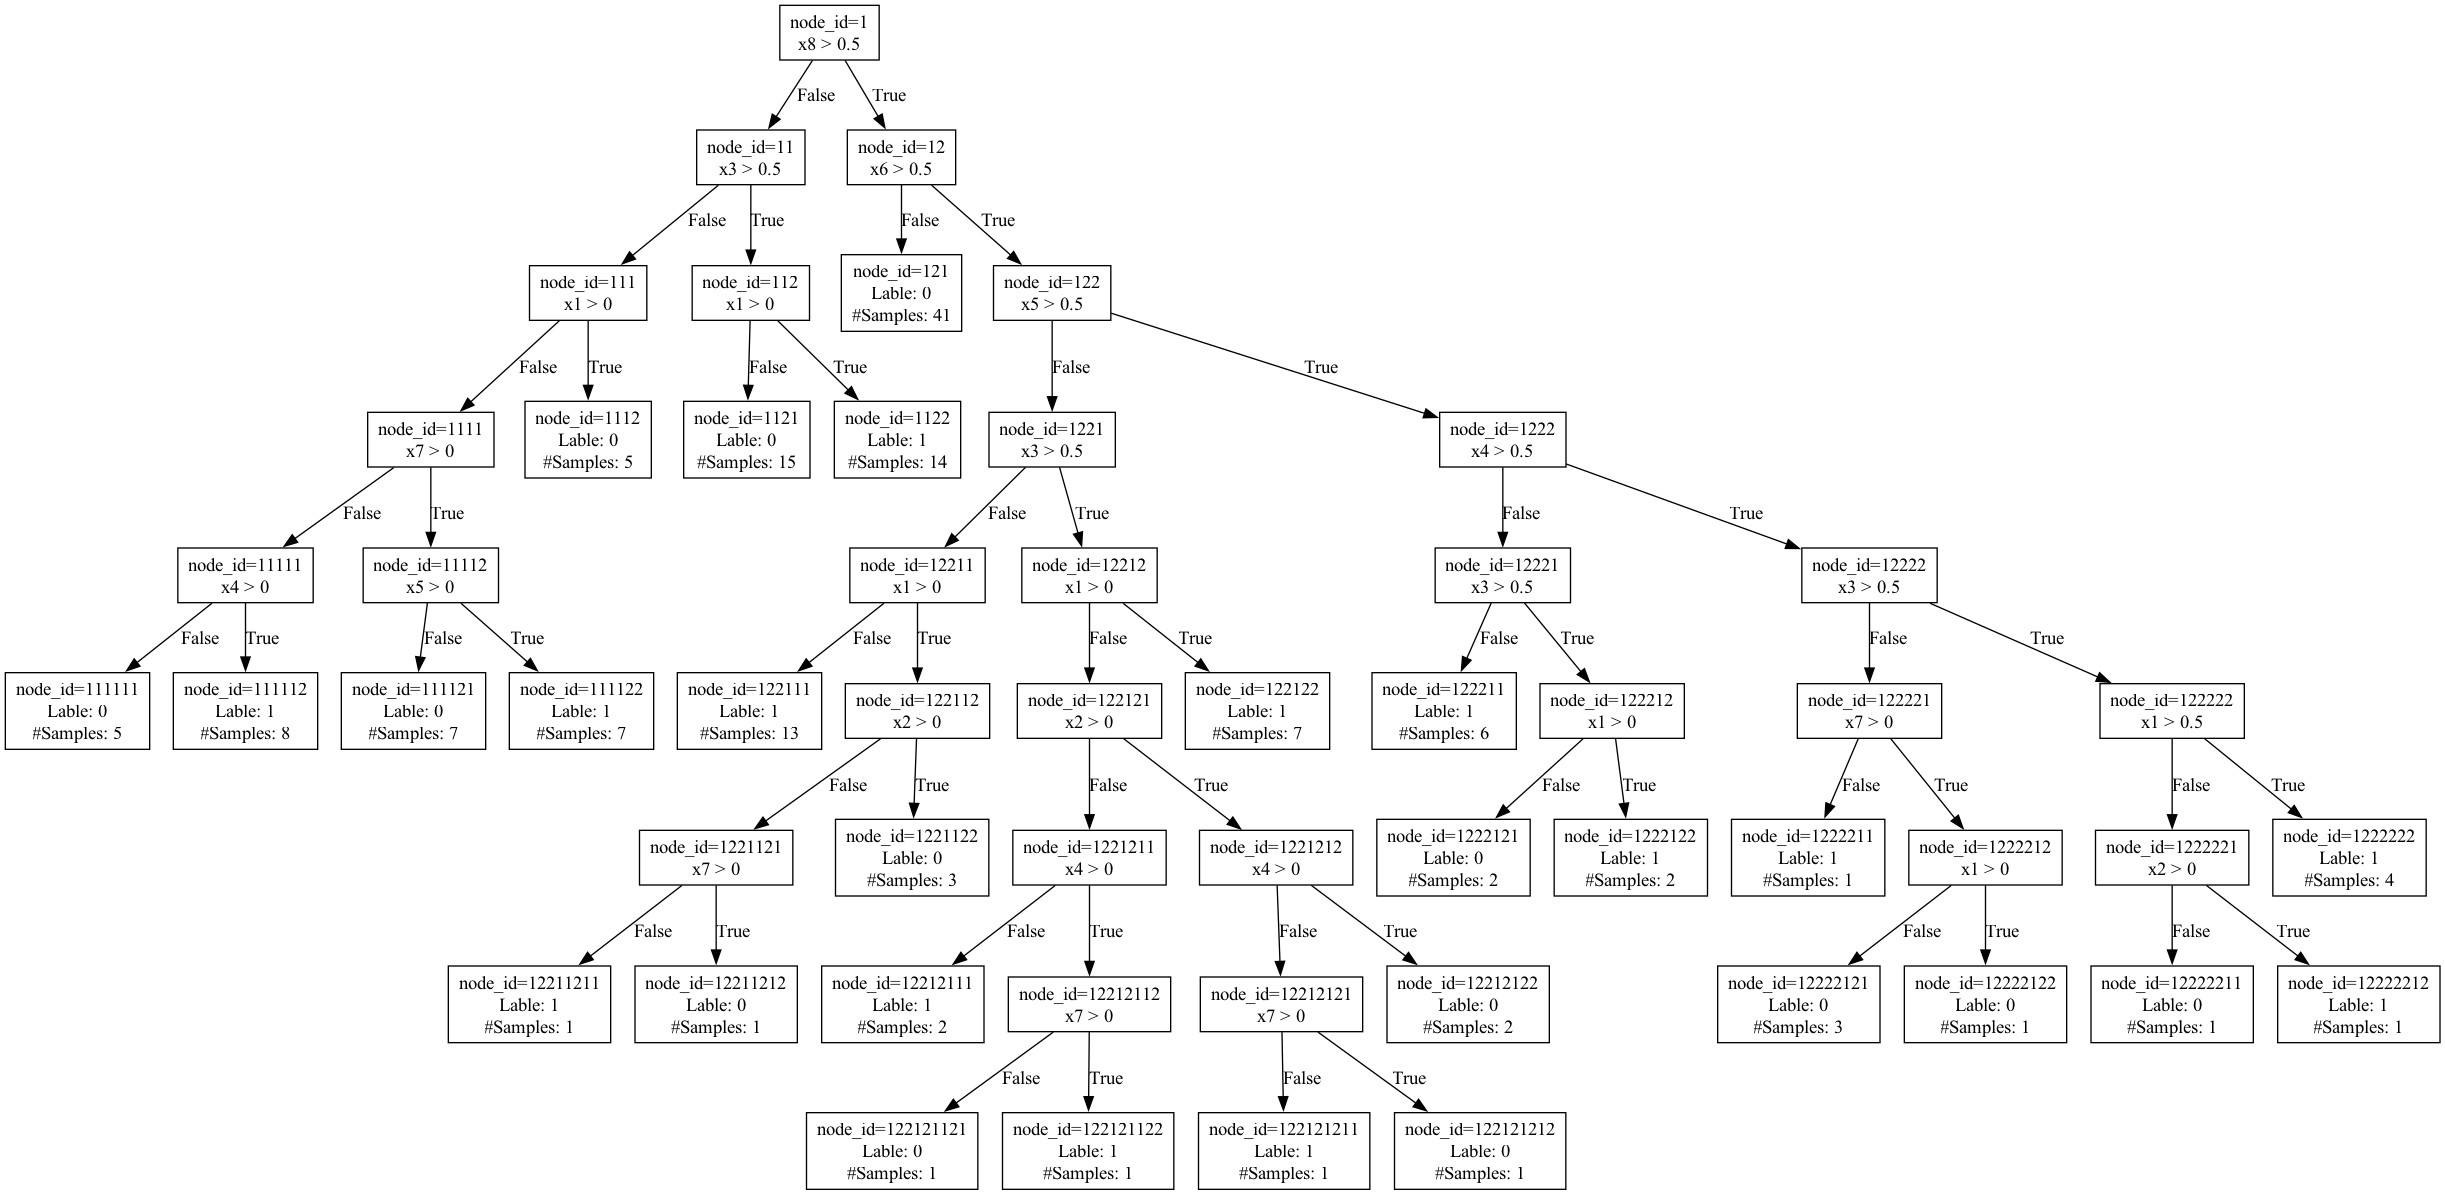 node_id=1
x8 > 0.5
False
True
node_id=11
x3 > 0.5
node_id=12
x6 > 0.5
False
True
False
True
node_id=111
x1 > 0
node_id=112
x1 > 0
node_id=121
Lable: 0
#Samples: 41
node_id=122
x5 > 0.5
False
True
False
True
False
True
node_id=1111
x7 > 0
node_id=1112
Lable: 0
#Samples: 5
node_id=1121
Lable: 0
#Samples: 15
node_id=1122
Lable: 1
#Samples: 14
node_id=1221
x3 > 0.5
node_id=1222
x4 > 0.5
False
True
False
True
False
True
node_id=11111
x4 > 0
node_id=11112
x5 > 0
node_id=12211
x1 > 0
node_id=12212
x1 > 0
node_id=12221
x3 > 0.5
node_id=12222
x3 > 0.5
False
True
False
True
False
True
False
True
False
True
False
True
node_id=111111
Lable: 0
#Samples: 5
node_id=111112
Lable: 1
#Samples: 8
node_id=111121
Lable: 0
#Samples: 7
node_id=111122
Lable: 1
#Samples: 7
node_id=122111
Lable: 1
#Samples: 13
node_id=122112
x2 > 0
node_id=122121
x2 > 0
node_id=122122
Lable: 1
#Samples: 7
node_id=122211
Lable: 1
#Samples: 6
node_id=122212
x1 > 0
node_id=122221
x7 > 0
node_id=122222
x1 > 0.5
False
True
False
True
False
True
False
True
False
True
node_id=1221121
x7 > 0
node_id=1221122
Lable: 0
#Samples: 3
node_id=1221211
x4 > 0
node_id=1221212
x4 > 0
node_id=1222121
Lable: 0
#Samples: 2
node_id=1222122
Lable: 1
#Samples: 2
node_id=1222211
Lable: 1
#Samples: 1
node_id=1222212
x1 > 0
node_id=1222221
x2 > 0
node_id=1222222
Lable: 1
#Samples: 4
False
True
False
True
False
True
False
True
False
True
node_id=12211211
Lable: 1
#Samples: 1
node_id=12211212
Lable: 0
#Samples: 1
node_id=12212111
Lable: 1
#Samples: 2
node_id=12212112
x7 > 0
node_id=12212121
x7 > 0
node_id=12212122
Lable: 0
#Samples: 2
node_id=12222121
Lable: 0
#Samples: 3
node_id=12222122
Lable: 0
#Samples: 1
node_id=12222211
Lable: 0
#Samples: 1
node_id=12222212
Lable: 1
#Samples: 1
False
True
False
True
node_id=122121121
Lable: 0
#Samples: 1
node_id=122121122
Lable: 1
#Samples: 1
node_id=122121211
Lable: 1
#Samples: 1
node_id=122121212
Lable: 0
#Samples: 1